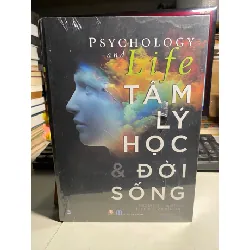 PSYCHOLOGY
and Life
TÂM
LÝ
HỌC
& ĐỜI
SỐNG